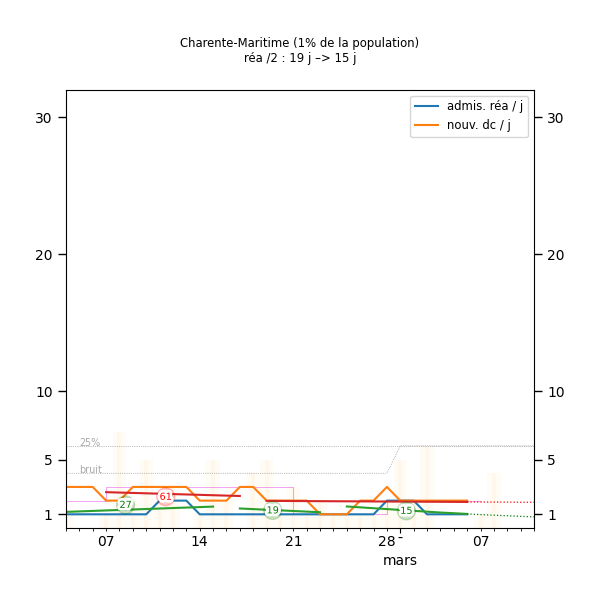 Charente-Maritime (1% de la population)
réa /2 : 19 j –> 15 j
admis. réa / j
nouv. dc / j
30 30
20 20
10 10
25%
5 5
bruit
61
27
19
15
1 1
07 14 21 28 07
mars